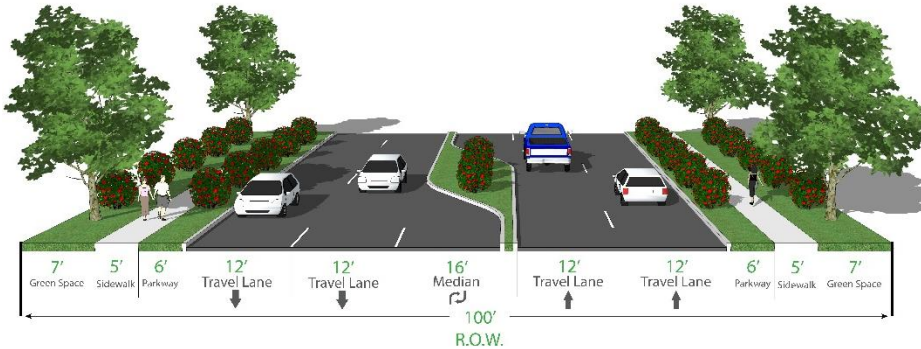 7’
Green Space
5’
Sidewalk
6’
Parkway
12’
Travel Lane
12’
Travel Lane
16’
Median
12’
Travel Lane
12’
Travel Lane
6’
Parkway
5’
Sidewalk
7’
Green Space
100’
R.O.W.